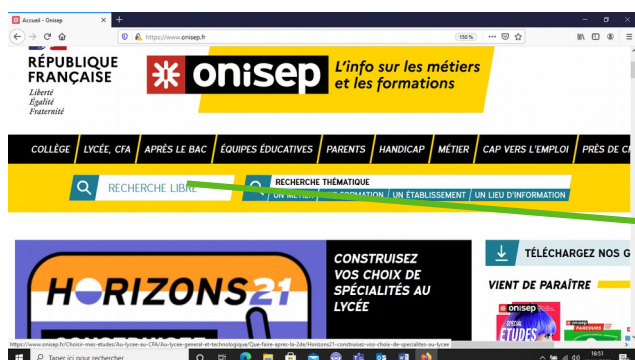 Accueil - Onisep
https://www.onisep.fr
150 %
RÉPUBLIQUE
FRANÇAISE
Liberté
Égalité
Fraternité
onisep
L'info sur les métiers
et les formations
COLLÈGE LYCÉE, CFA APRÈS LE BAC ÉQUIPES ÉDUCATIVES PARENTS HANDICAP MÉTIER CAP VERS L'EMPLOI PRÈS DE
RECHERCHE LIBRE
RECHERCHE THÉMATIQUE
UN MÉTIER UNE FORMATION UN ÉTABLISSEMENT UN LIEU D'INFORMATION
HORIZONS21
CONSTRUISEZ
VOS CHOIX DE
SPÉCIALITÉS AU
LYCÉE
TÉLÉCHARGEZ NOS G
VIENT DE PARAÎTRE
onisep
SPÉCIAL
ÉTUDES
onisep
PARCOURS
https://www.onisep.fr/Choisir-mes-etudes/Au-lycee-au-CFA/Au-lycee-general-et-technologique/Que-faire-apres-la-2de/Horizons21-construisez-vos-choix-de-specialites-au-lycee
Taper ici pour rechercher
16:51